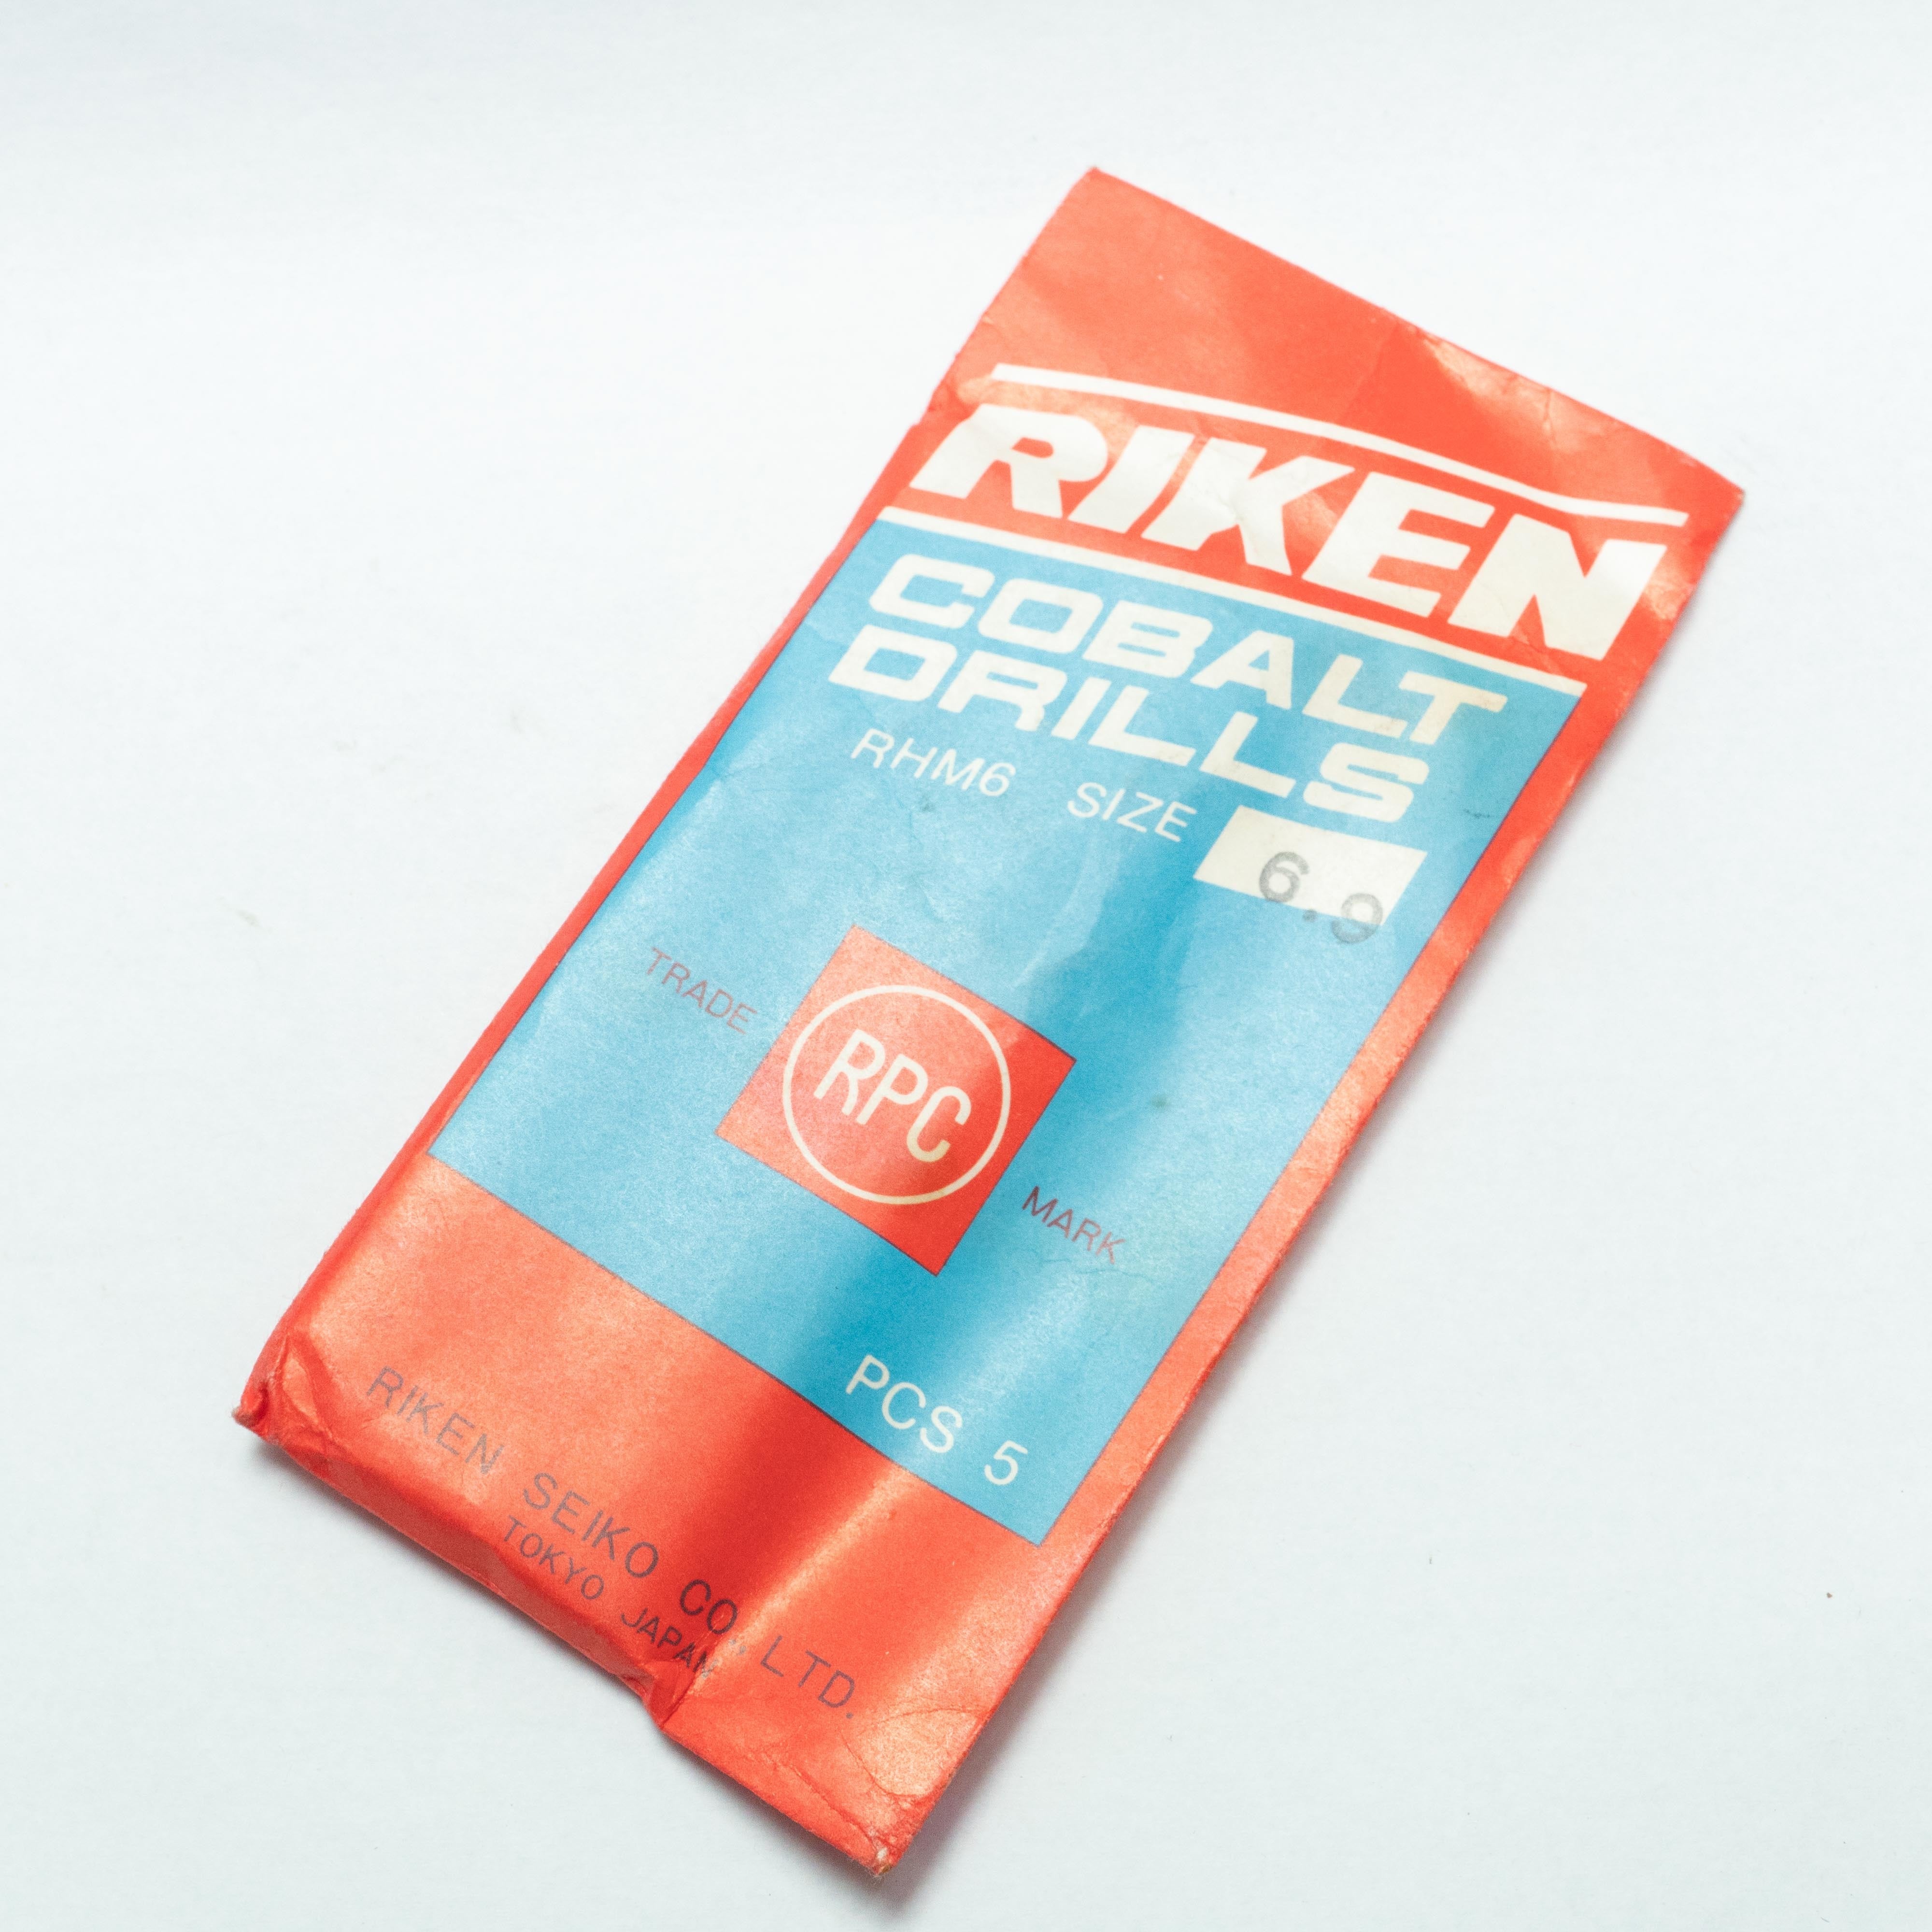 RIKEN
COBALT
DRILLS
RHM6 SIZE 6.9
TRADE RPC MARK
PCS 5
RIKEN SEIKO CO., LTD.
TOKYO JAPAN